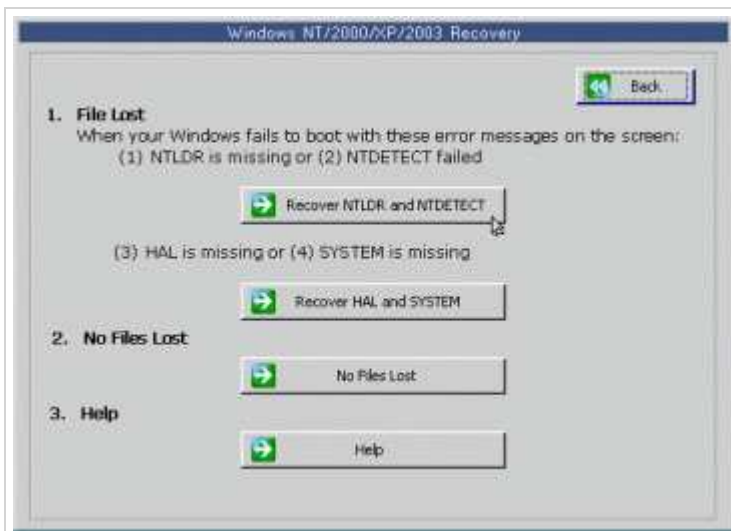 Windows NT/2000/XP/2003 Recovery
Back
1. File Lost
When your Windows fails to boot with these error messages on the screen:
(1) NTLDR is missing or (2) NTDETECT failed
Recover NTLDR and NTDETECT
(3) HAL is missing or (4) SYSTEM is missing
Recover HAL and SYSTEM
2. No Files Lost
No Files Lost
3. Help
Help